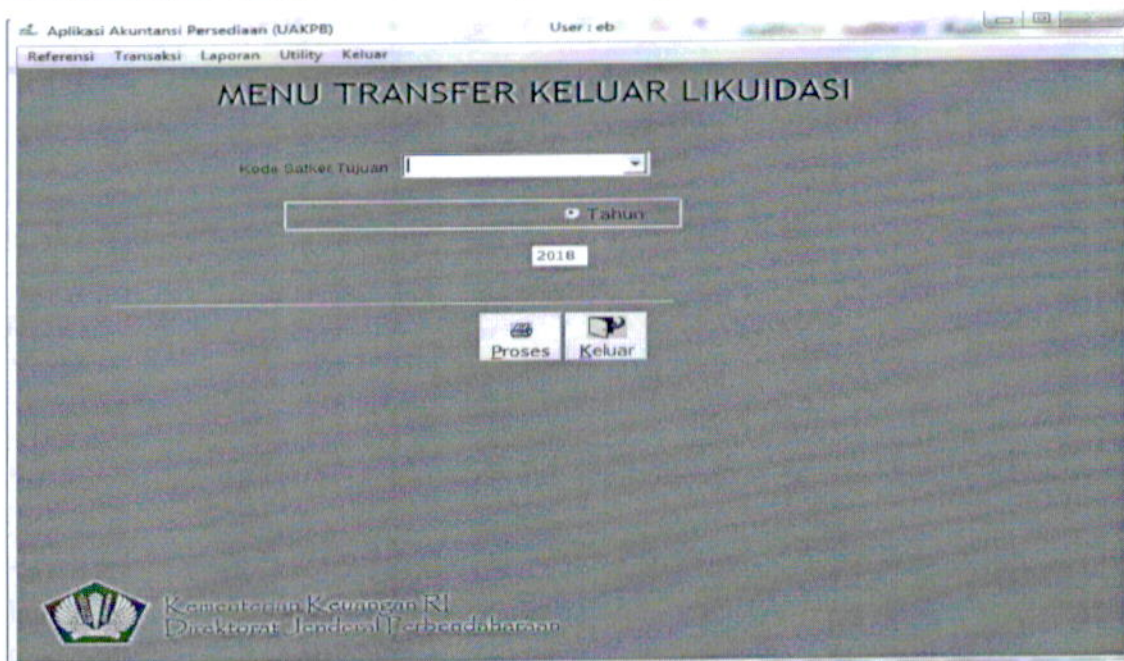 Aplikasi Akuntansi Persediaan (UAKPB) User : eb
Referensi Transaksi Laporan Utility Keluar
MENU TRANSFER KELUAR LIKUIDASI
Kode Satker Tujuan
Tahun
2018
Proses Keluar
Kementerian Keuangan RI
Direktorat Jenderal Perbendaharaan